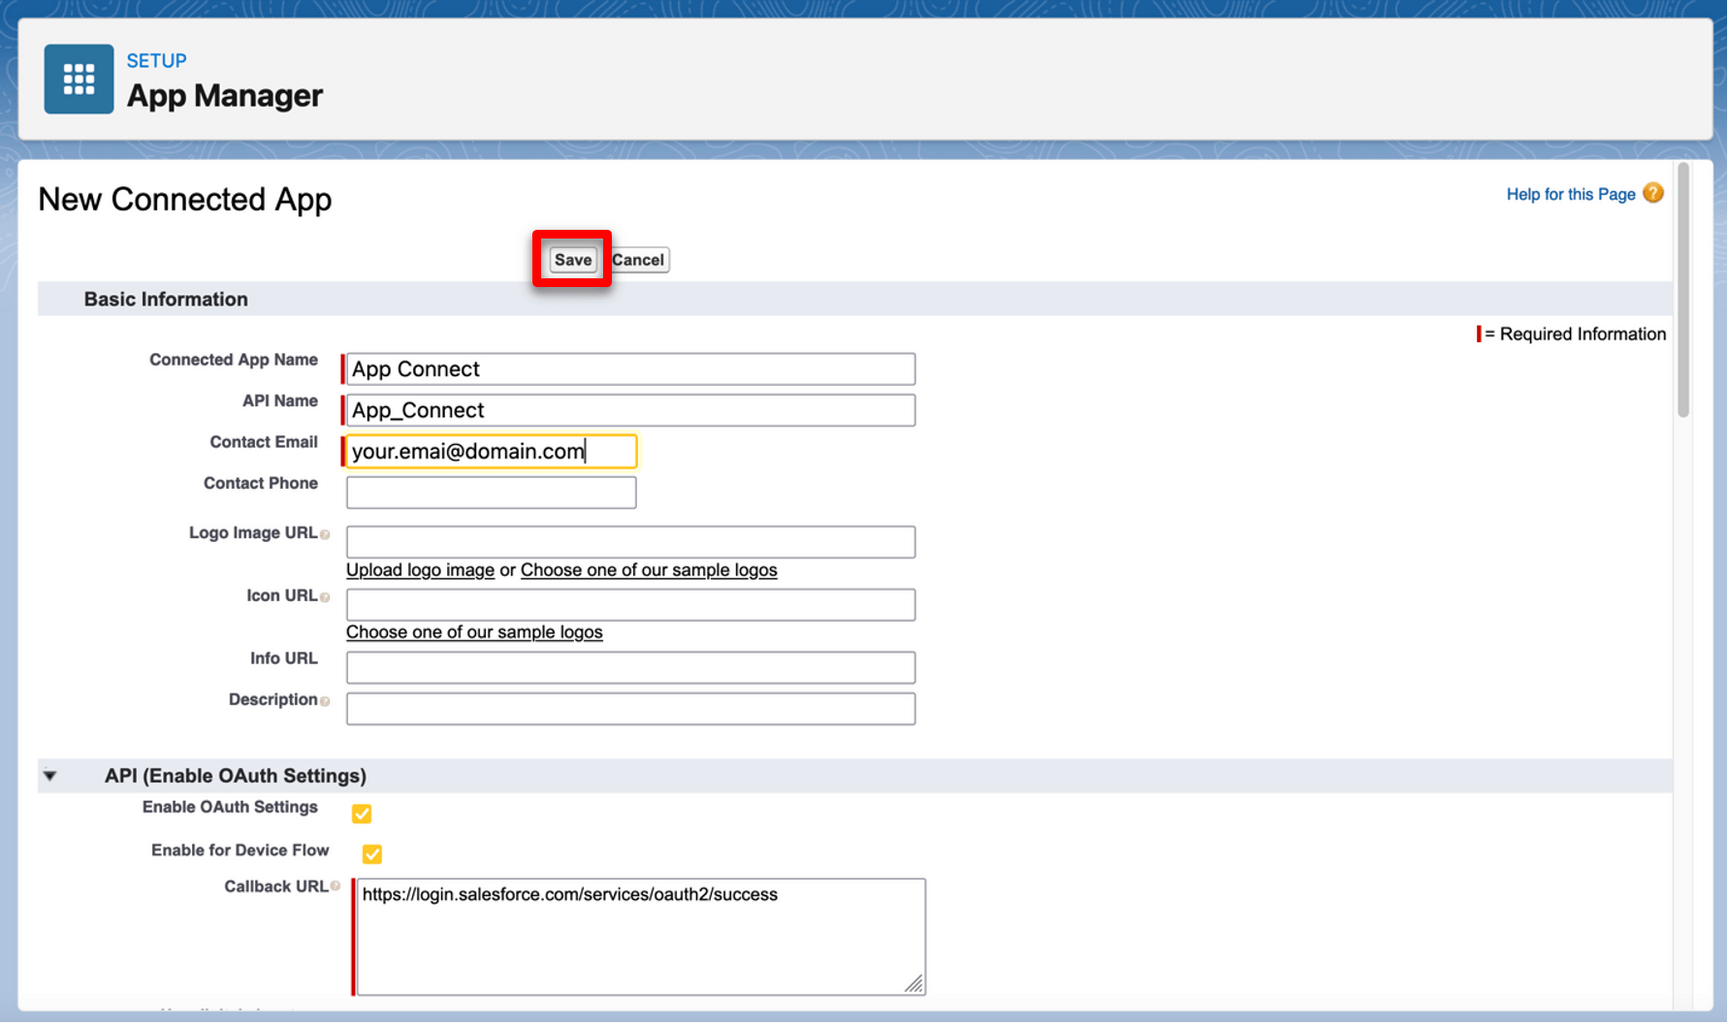 SETUP
App Manager
New Connected App
Help for this Page ?
Save Cancel
Basic Information
= Required Information
Connected App Name App Connect
API Name App_Connect
Contact Email your.emai@domain.com
Contact Phone
Logo Image URL
Upload logo image or Choose one of our sample logos
Icon URL
Choose one of our sample logos
Info URL
Description
API (Enable OAuth Settings)
Enable OAuth Settings
Enable for Device Flow
Callback URL https://login.salesforce.com/services/oauth2/success